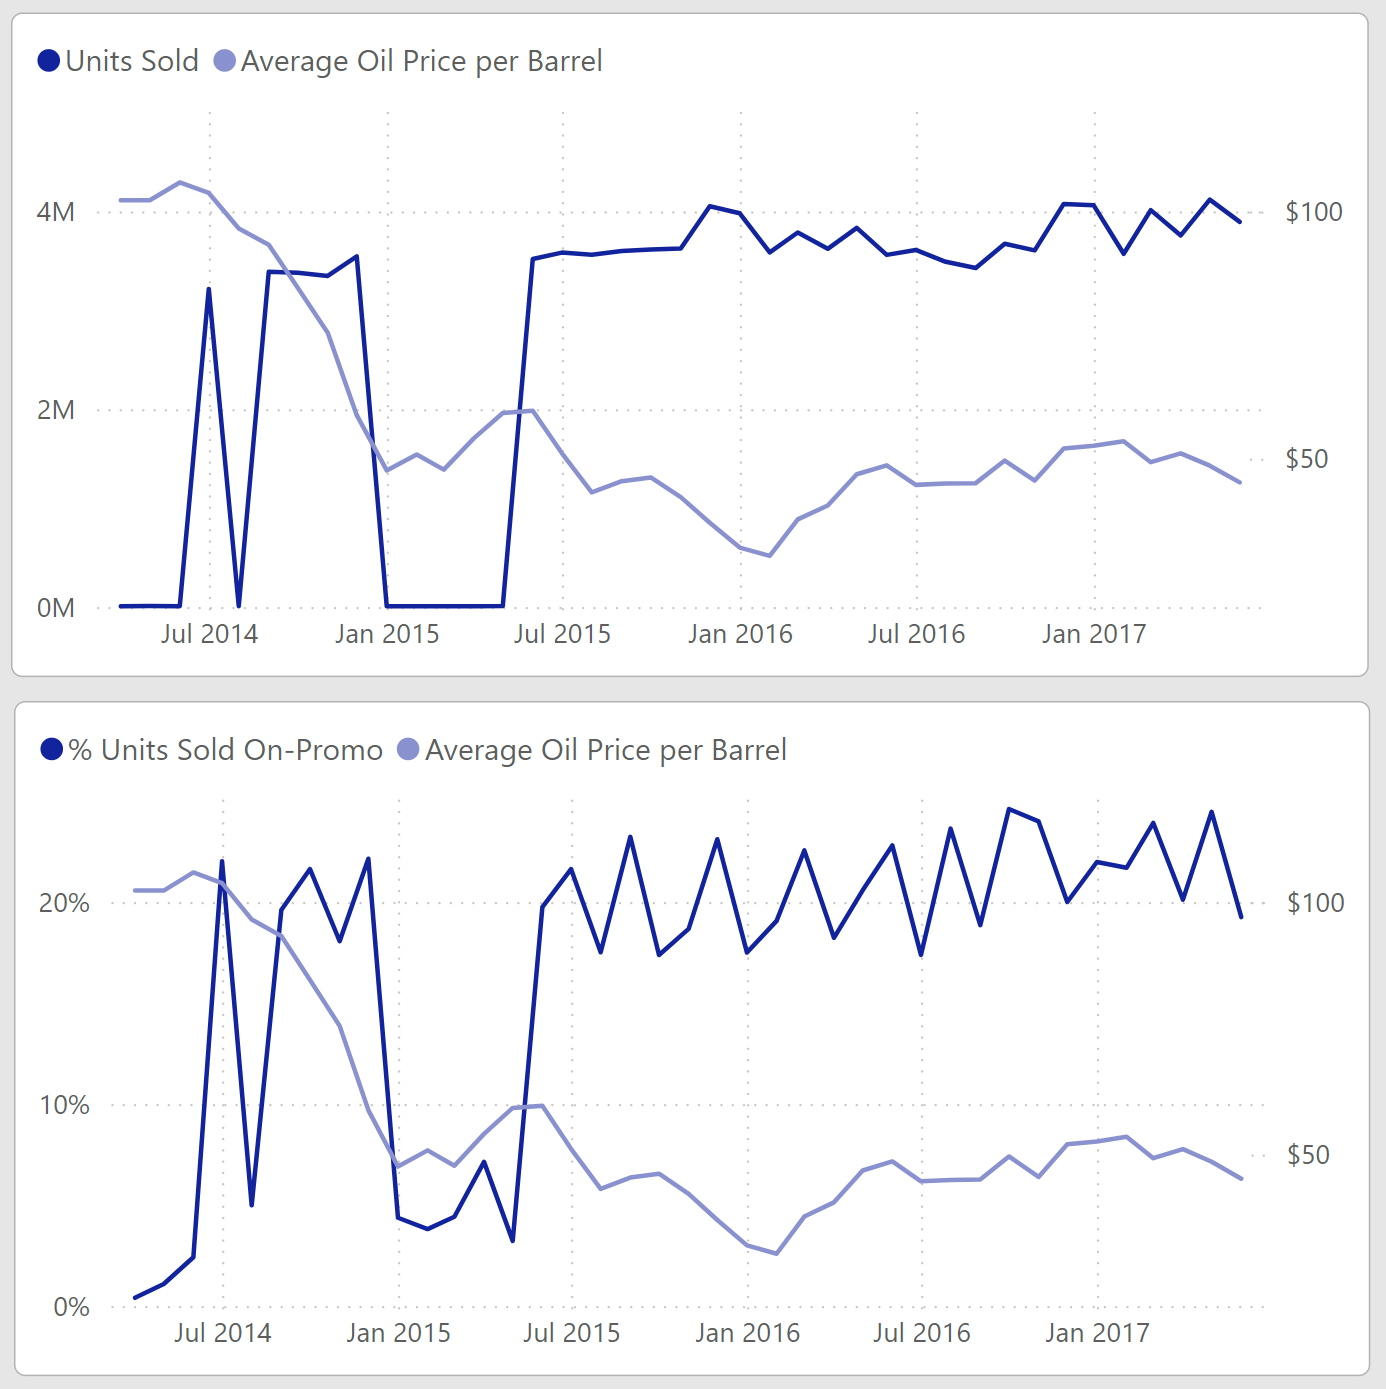 Units Sold Average Oil Price per Barrel
4M
$100
2M
$50
0M
Jul 2014 Jan 2015 Jul 2015 Jan 2016 Jul 2016 Jan 2017
% Units Sold On-Promo Average Oil Price per Barrel
20%
$100
10%
$50
0%
Jul 2014 Jan 2015 Jul 2015 Jan 2016 Jul 2016 Jan 2017